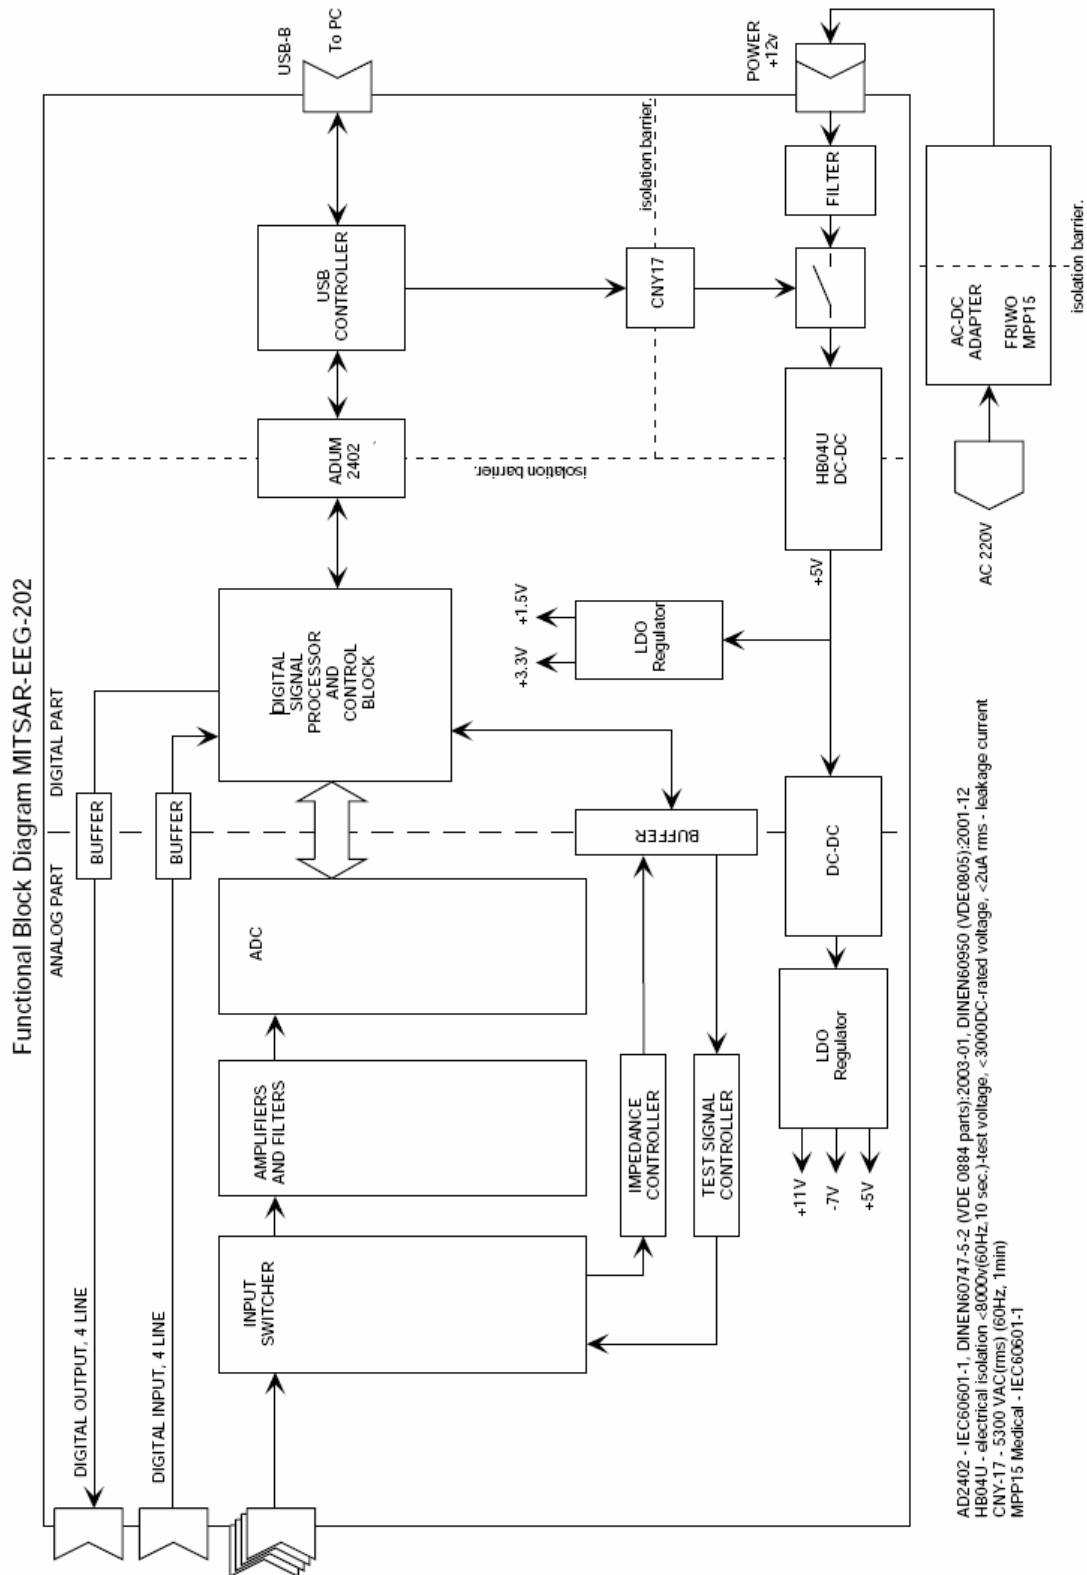 Functional Block Diagram MITSAR-EEG-202
ANALOG PART
DIGITAL PART
DIGITAL OUTPUT, 4 LINE
BUFFER
DIGITAL INPUT, 4 LINE
BUFFER
INPUT
SWITCHER
AMPLIFIERS
AND FILTERS
ADC
DIGITAL
SIGNAL
PROCESSOR
AND
CONTROL
BLOCK
ADUM
2402
USB
CONTROLLER
USB-B
To PC
isolation barrier.
isolation barrier.
CNY17
IMPEDANCE
CONTROLLER
TEST SIGNAL
CONTROLLER
BUFFER
+3.3V
+1.5V
LDO
Regulator
+11V
-7V
+5V
LDO
Regulator
DC-DC
+5V
HB04U
DC-DC
FILTER
POWER
+12v
AC 220V
AC-DC
ADAPTER
FRIWO
MPP15
isolation barrier.
AD2402 - IEC60601-1, DINEN60747-5-2 (VDE 0884 parts):2003-01, DINEN60950 (VDE0805):2001-12
HB04U - electrical isolation <8000v(60Hz,10 sec.)-test voltage, <3000DC-rated voltage, <2uA rms - leakage current
CNY-17 - 5300 VAC(rms) (60Hz, 1min)
MPP15 Medical - IEC60601-1